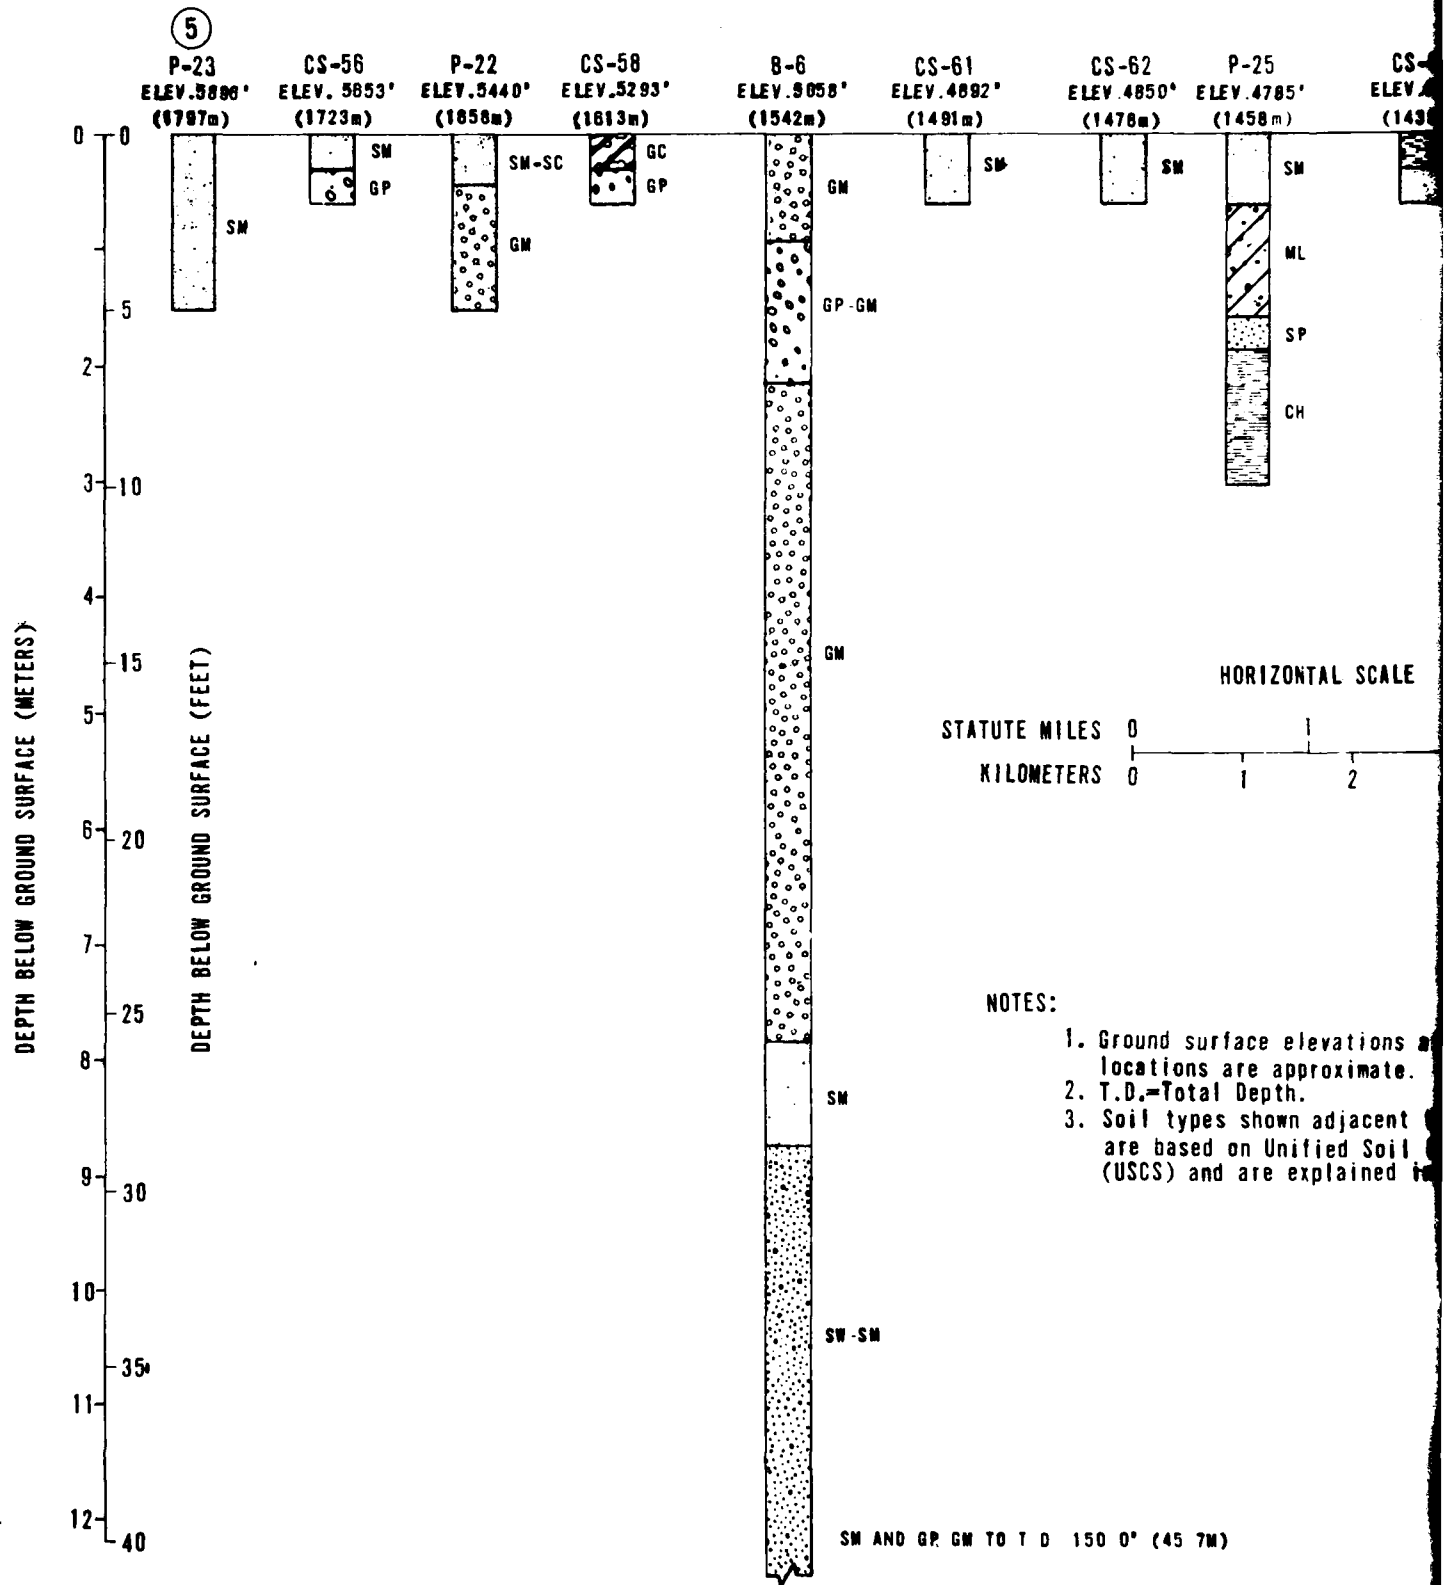 5
P-23 CS-56 P-22 CS-58 B-6 CS-61 CS-62 P-25 CS-
ELEV.5896' ELEV.5653' ELEV.5440' ELEV.5293' ELEV.5058' ELEV.4892' ELEV.4850' ELEV.4785' ELEV.
(1797m) (1723m) (1658m) (1613m) (1542m) (1491m) (1478m) (1458m)
0 0
SM SM-SC GC GM SM SM SM
GP GP
SM GM ML
5 GP-GM
SP
2
CH
3 10
4
15 GM
HORIZONTAL SCALE
5
STATUTE MILES 0 1
KILOMETERS 0 1 2
6
20
7
DEPTH BELOW GROUND SURFACE (METERS)
DEPTH BELOW GROUND SURFACE (FEET)
25
NOTES:
1. Ground surface elevations
locations are approximate.
2. T.D.=Total Depth.
3. Soil types shown adjacent
are based on Unified Soil
(USCS) and are explained
8
SM
9
30
10
SW-SM
35
11
12
40
SM AND GP GM TO T D 150 0' (45 7M)